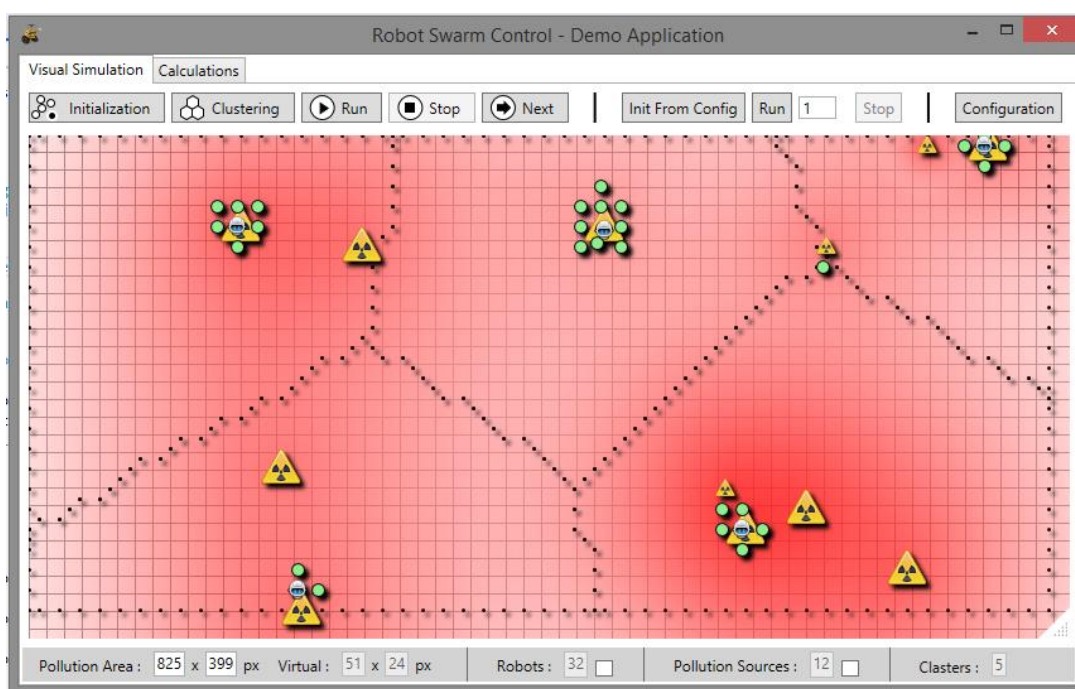 Robot Swarm Control - Demo Application
Visual Simulation Calculations
Initialization Clustering Run Stop Next Init From Config Run 1 Stop Configuration
Pollution Area : 825 x 399 px Virtual : 51 x 24 px Robots : 32 Pollution Sources : 12 Clasters : 5